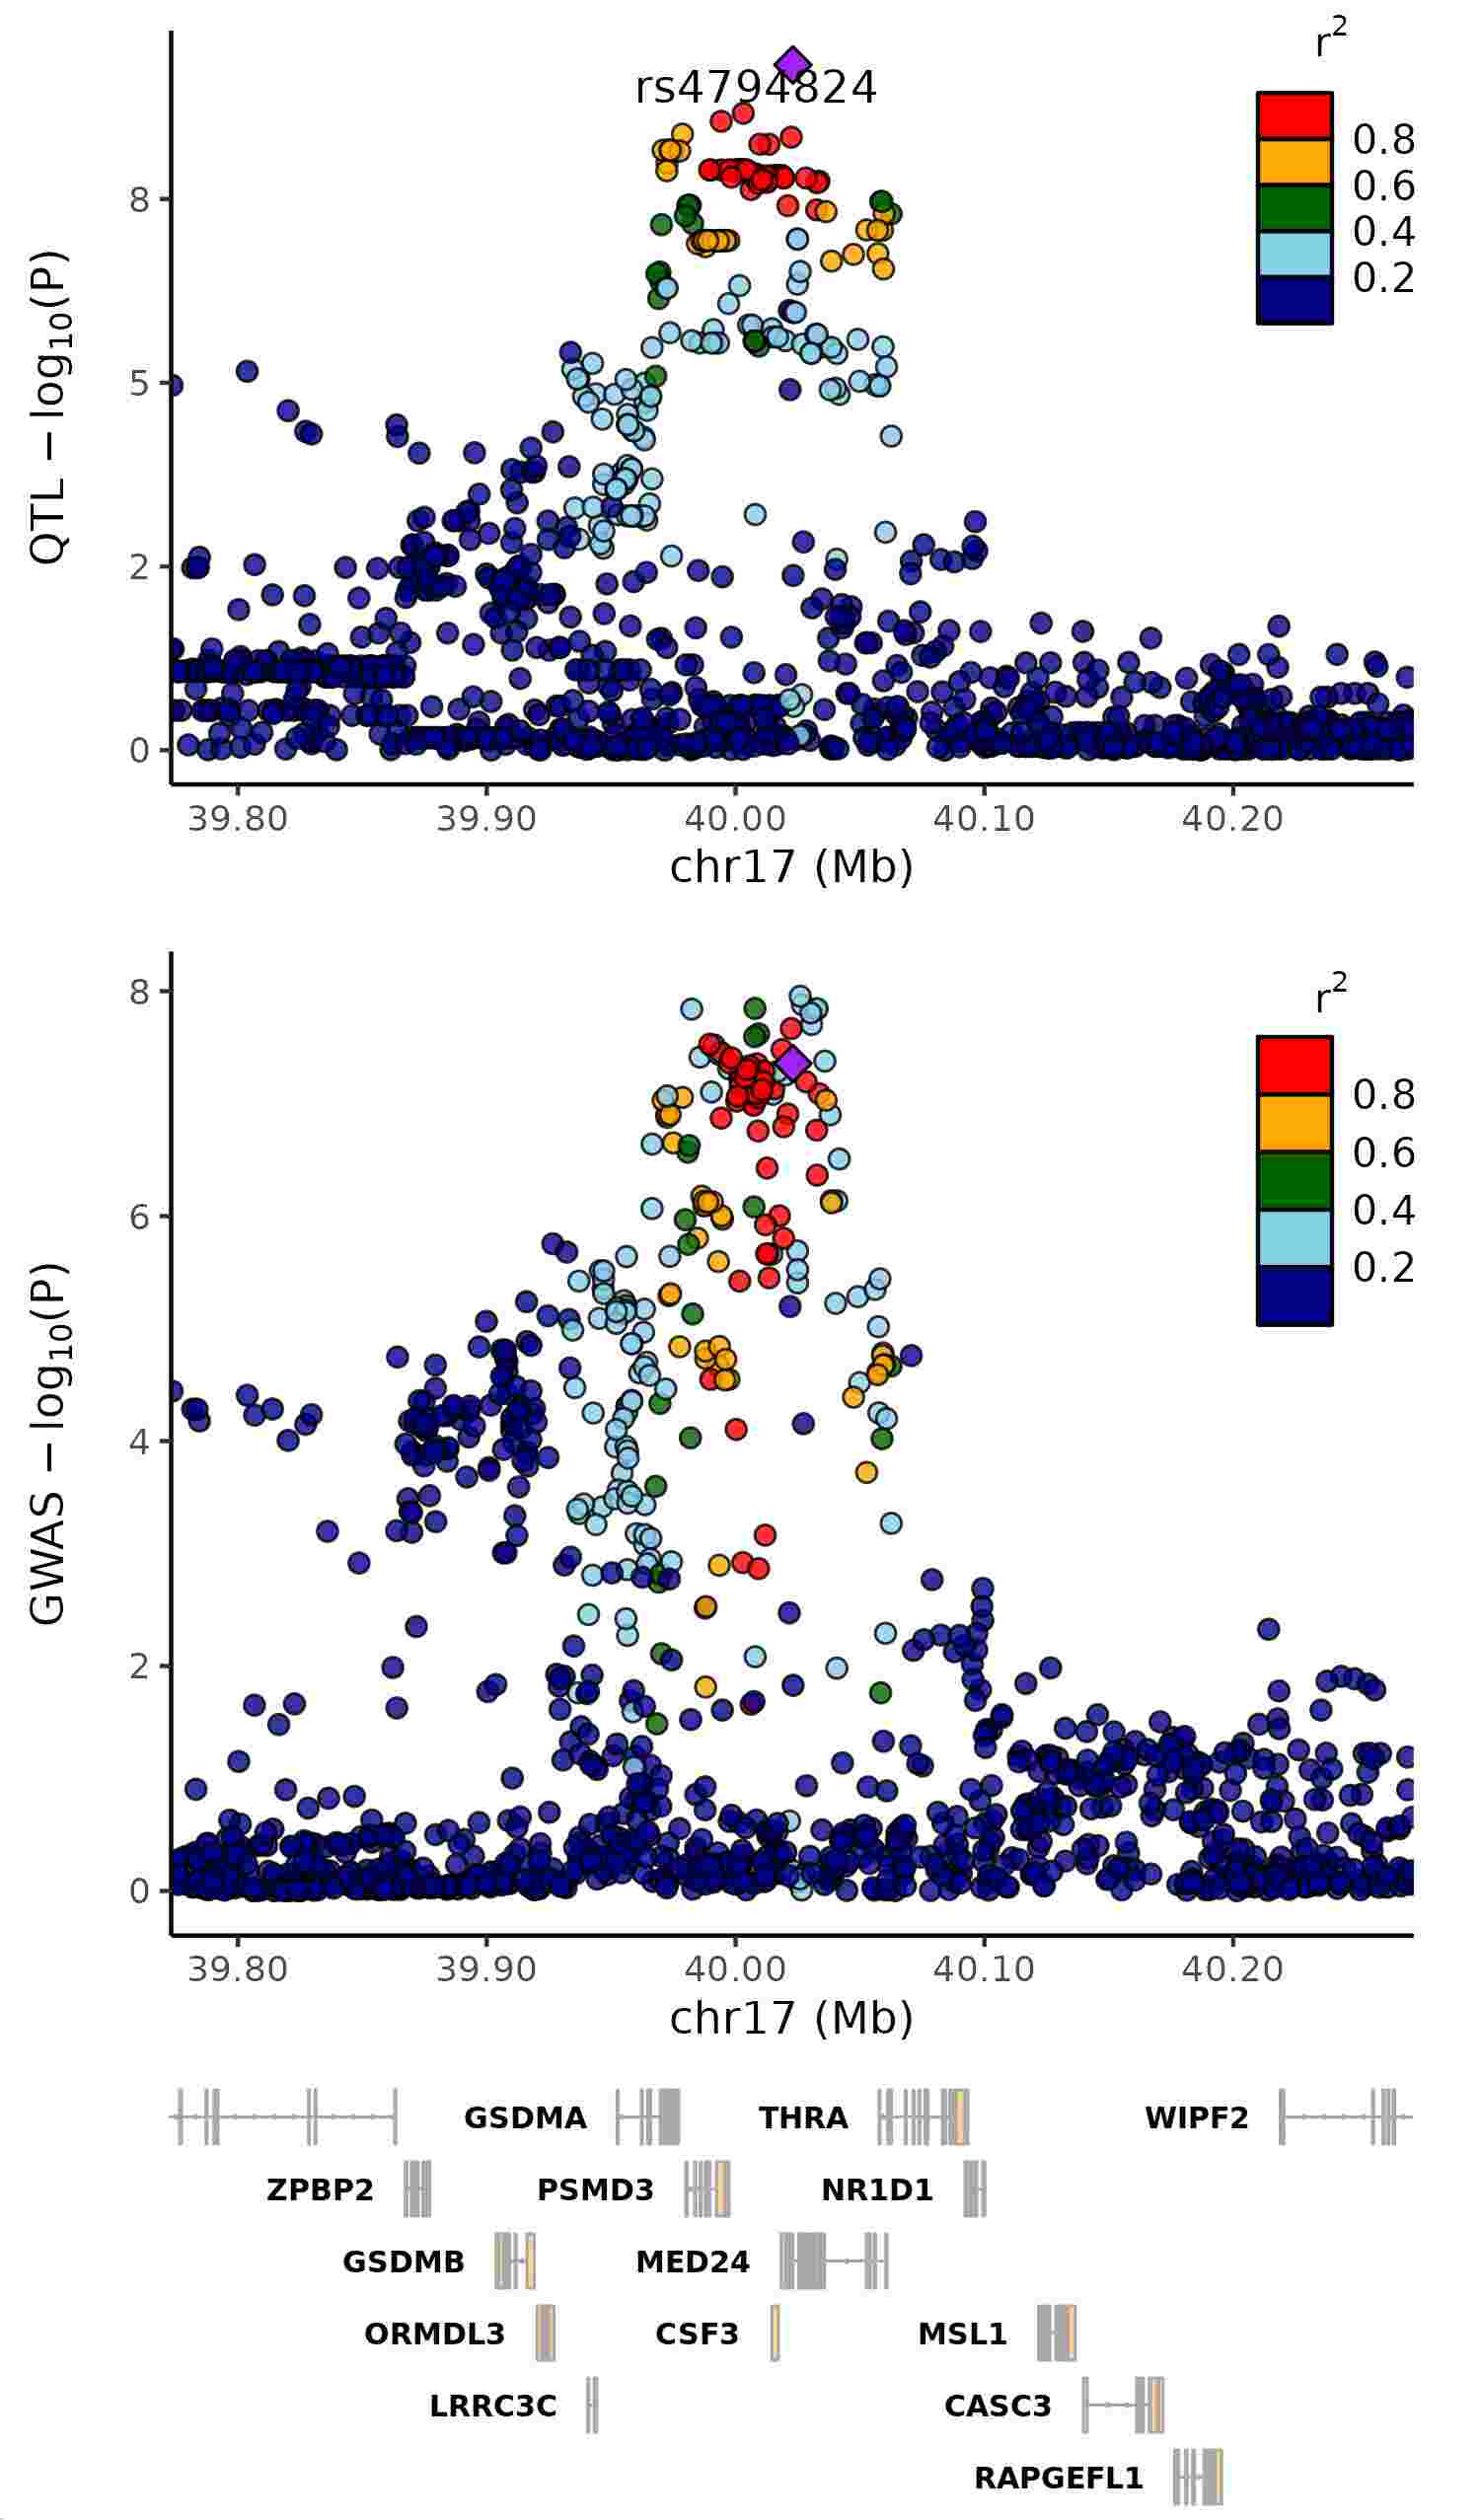 r2
rs4794824
0.8
0.6
0.4
0.2
8
5
2
0
QTL − log10(P)
39.80 39.90 40.00 40.10 40.20
chr17 (Mb)
r2
0.8
0.6
0.4
0.2
8
6
4
2
0
GWAS − log10(P)
39.80 39.90 40.00 40.10 40.20
chr17 (Mb)
GSDMA THRA WIPF2
ZPBP2 PSMD3 NR1D1
GSDMB MED24
ORMDL3 CSF3 MSL1
LRRC3C CASC3
RAPGEFL1